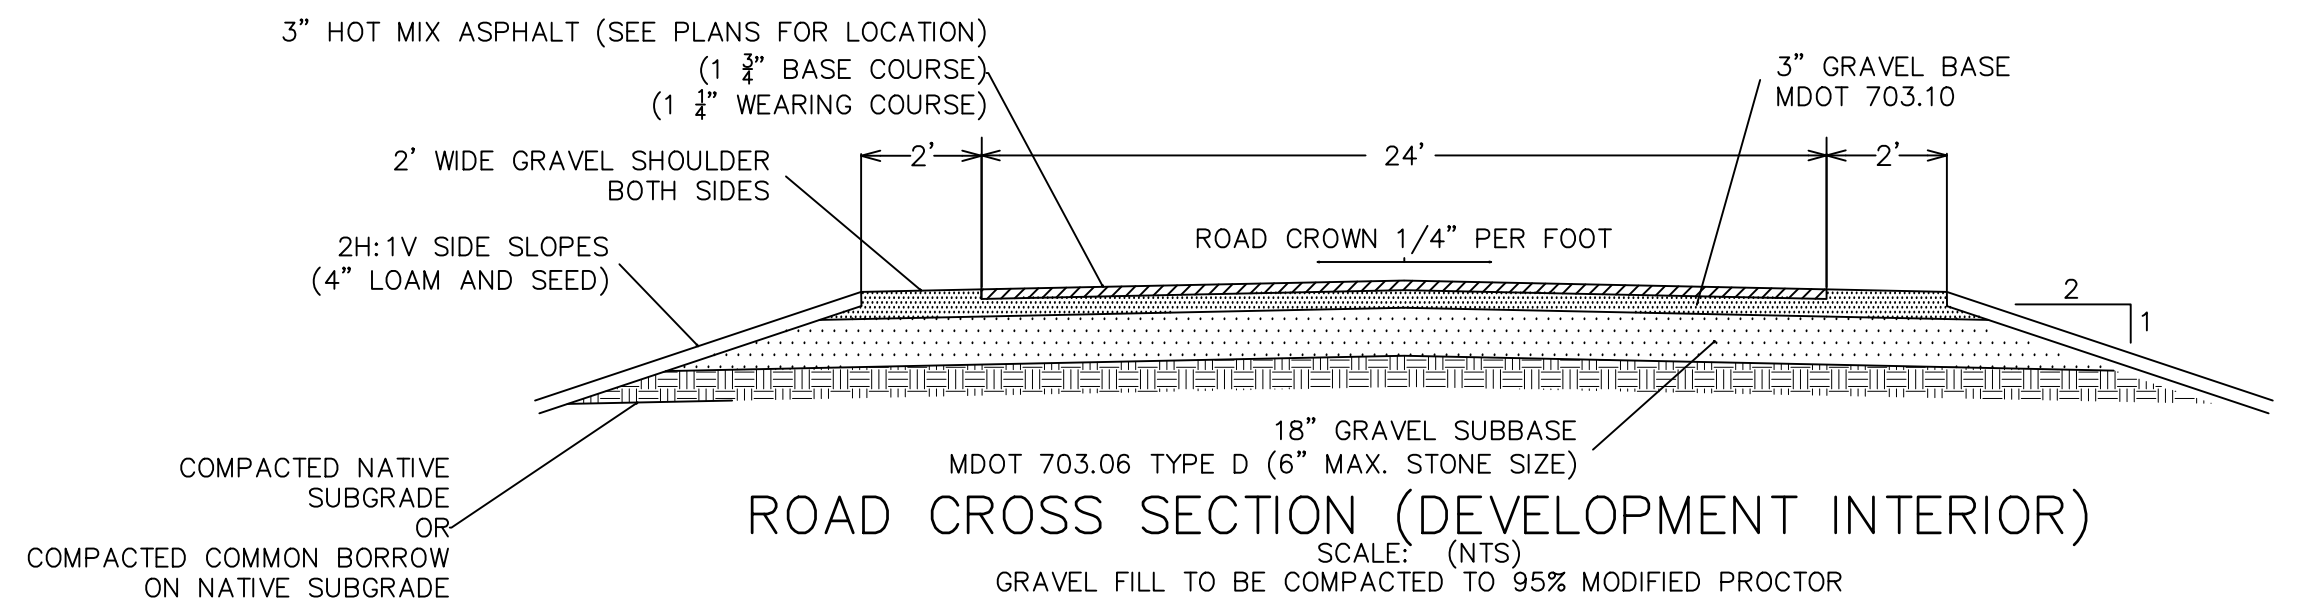 3" HOT MIX ASPHALT (SEE PLANS FOR LOCATION)
(1 3/4" BASE COURSE)
(1 1/4" WEARING COURSE)
3" GRAVEL BASE
MDOT 703.10
2' WIDE GRAVEL SHOULDER
BOTH SIDES
2'
24'
2'
2H:1V SIDE SLOPES
(4" LOAM AND SEED)
ROAD CROWN 1/4" PER FOOT
2
1
18" GRAVEL SUBBASE
MDOT 703.06 TYPE D (6" MAX. STONE SIZE)
COMPACTED NATIVE
SUBGRADE
OR
COMPACTED COMMON BORROW
ON NATIVE SUBGRADE
ROAD CROSS SECTION (DEVELOPMENT INTERIOR)
SCALE: (NTS)
GRAVEL FILL TO BE COMPACTED TO 95% MODIFIED PROCTOR